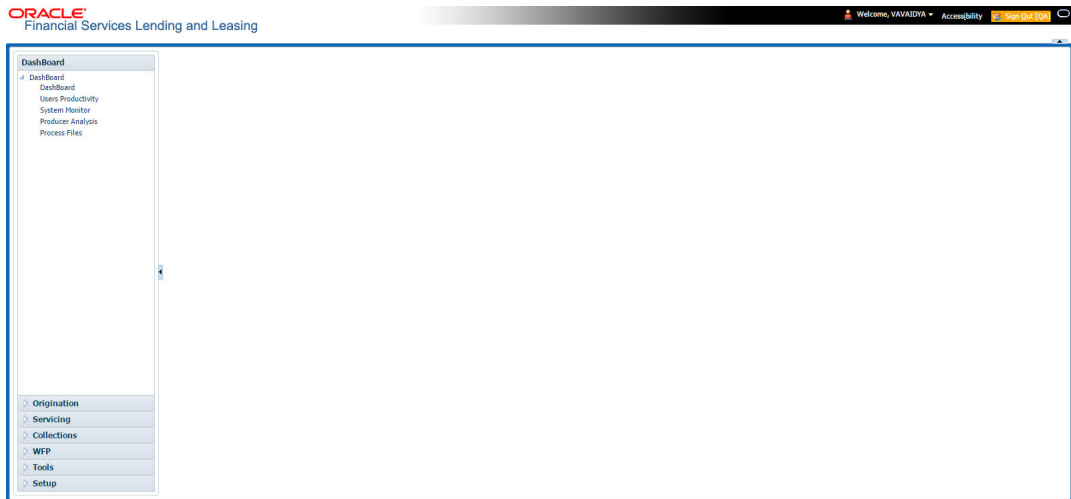 ORACLE®
Financial Services Lending and Leasing
Welcome, VAVAIDYA
Accessibility
Sign Out [QA]
DashBoard
DashBoard
DashBoard
Users Productivity
System Monitor
Producer Analysis
Process Files
Origination
Servicing
Collections
WFP
Tools
Setup